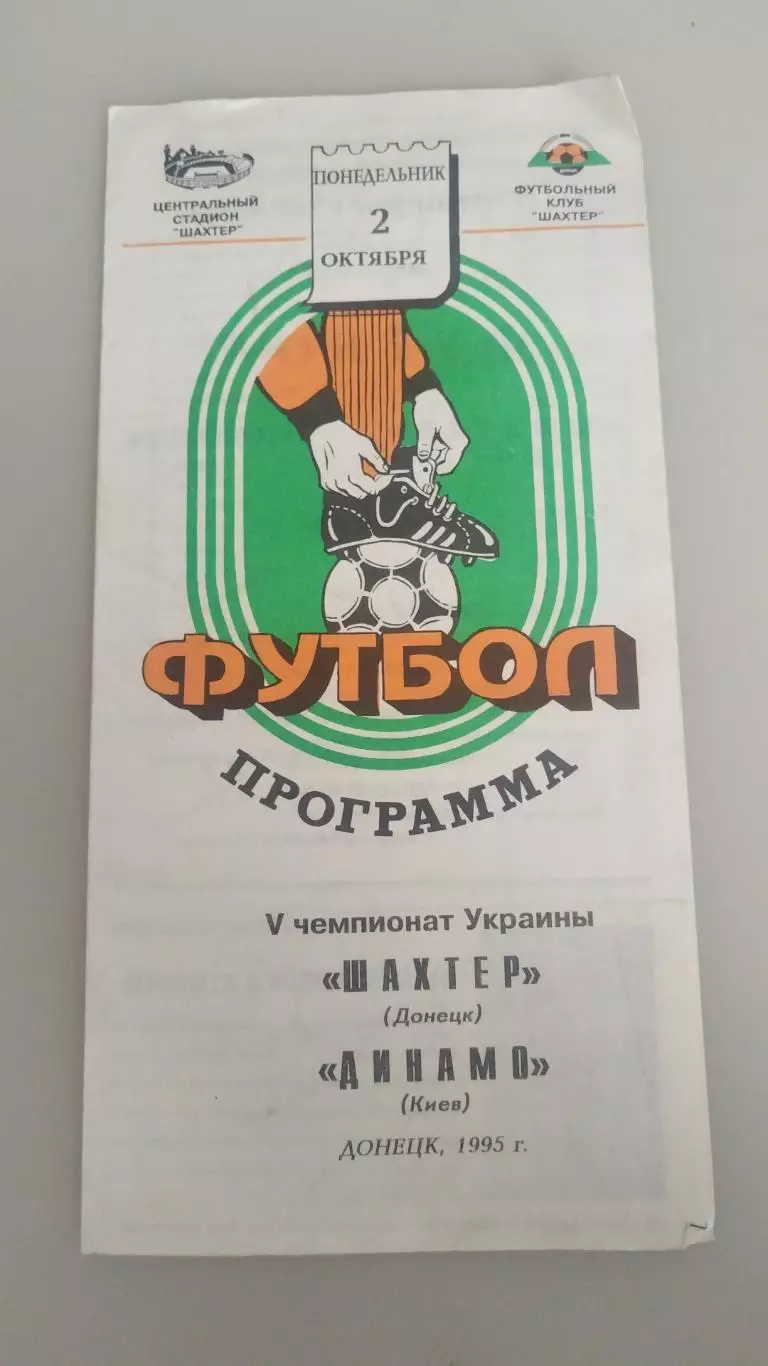 ЦЕНТРАЛЬНЫЙ
СТАДИОН
"ШАХТЕР"
ПОНЕДЕЛЬНИК
2
ОКТЯБРЯ
ФУТБОЛЬНЫЙ
КЛУБ
"ШАХТЕР"
ФУТБОЛ
ПРОГРАММА
V чемпионат Украины
«ШАХТЕР»
(Донецк)
«ДИНАМО»
(Киев)
ДОНЕЦК, 1995 г.